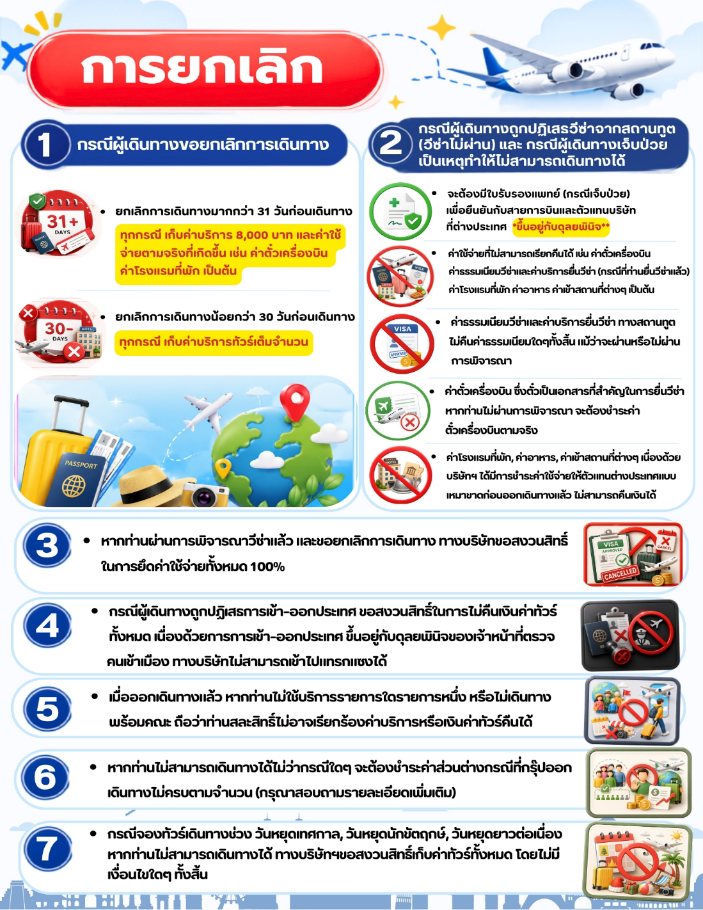 การยกเลิก
1 กรณีผู้เดินทางขอยกเลิกการเดินทาง
31+
DAYS
• ยกเลิกการเดินทางมากกว่า 31 วันก่อนเดินทาง
ทุกกรณี เก็บค่าบริการ 8,000 บาท และค่าใช้
จ่ายตามจริงที่เกิดขึ้น เช่น ค่าตั่วเครื่องบิน
ค่าโรงแรมที่พัก เป็นต้น
30-
DAYS
• ยกเลิกการเดินทางน้อยกว่า 30 วันก่อนเดินทาง
ทุกกรณี เก็บค่าบริการทัวร์เต็มจำนวน
PASSPORT
2 กรณีผู้เดินทางถูกปฏิเสธวีซ่าจากสถานทูต
(วีซ่าไม่ผ่าน) และ กรณีผู้เดินทางเจ็บป่วย
เป็นเหตุทำให้ไม่สามารถเดินทางได้
• จะต้องมีใบรับรองแพทย์ (กรณีเจ็บป่วย)
เพื่อยืนยันกับสายการบินและตัวแทนบริษัท
ที่ต่างประเทศ *ขึ้นอยู่กับดุลยพินิจ**
• ค่าใช้จ่ายที่ไม่สามารถเรียกคืนได้ เช่น ค่าตั๋วเครื่องบิน
ค่าธรรมเนียมวีซ่าและค่าบริการยื่นวีซ่า (กรณีที่ท่านยื่นวีซ่าแล้ว)
ค่าโรงแรมที่พัก ค่าอาหาร ค่าเข้าสถานที่ต่างๆ เป็นต้น
VISA
• ค่าธรรมเนียมวีซ่าและค่าบริการยื่นวีซ่า ทางสถานทูต
ไม่คืนค่าธรรมเนียมใดๆทั้งสิ้น แม้ว่าจะผ่านหรือไม่ผ่าน
การพิจารณา
• ค่าตั๋วเครื่องบิน ซึ่งตั๋วเป็นเอกสารที่สำคัญในการยื่นวีซ่า
หากท่านไม่ผ่านการพิจารณา จะต้องชำระค่า
ตั๋วเครื่องบินตามจริง
• ค่าโรงแรมที่พัก, ค่าอาหาร, ค่าเข้าสถานที่ต่างๆ เนื่องด้วย
บริษัทฯ ได้มีการชำระค่าใช้จ่ายให้ตัวแทนต่างประเทศแบบ
เหมาขาดก่อนออกเดินทางแล้ว ไม่สามารถคืนเงินได้
3 • หากท่านผ่านการพิจารณาวีซ่าแล้ว และขอยกเลิกการเดินทาง ทางบริษัทขอสงวนสิทธิ์
ในการยึดค่าใช้จ่ายทั้งหมด 100%
VISA
APPROVED
CANCELLED
4 • กรณีผู้เดินทางถูกปฏิเสธการเข้า-ออกประเทศ ขอสงวนสิทธิ์ในการไม่คืนเงินค่าทัวร์
ทั้งหมด เนื่องด้วยการการเข้า-ออกประเทศ ขึ้นอยู่กับดุลยพินิจของเจ้าหน้าที่ตรวจ
คนเข้าเมือง ทางบริษัทไม่สามารถเข้าไปแทรกแซงได้
5 • เมื่อออกเดินทางแล้ว หากท่านไม่ใช้บริการรายการใดรายการหนึ่ง หรือไม่เดินทาง
พร้อมคณะ ถือว่าท่านสละสิทธิ์ไม่อาจเรียกร้องค่าบริการหรือเงินค่าทัวร์คืนได้
6 • หากท่านไม่สามารถเดินทางได้ไม่ว่ากรณีใดๆ จะต้องชำระค่าส่วนต่างกรณีที่กรุ๊ปออก
เดินทางไม่ครบตามจำนวน (กรุณาสอบถามรายละเอียดเพิ่มเติม)
7 • กรณีจองทัวร์เดินทางช่วง วันหยุดเทศกาล, วันหยุดนักขัตฤกษ์, วันหยุดยาวต่อเนื่อง
หากท่านไม่สามารถเดินทางได้ ทางบริษัทฯขอสงวนสิทธิ์เก็บค่าทัวร์ทั้งหมด โดยไม่มี
เงื่อนไขใดๆ ทั้งสิ้น